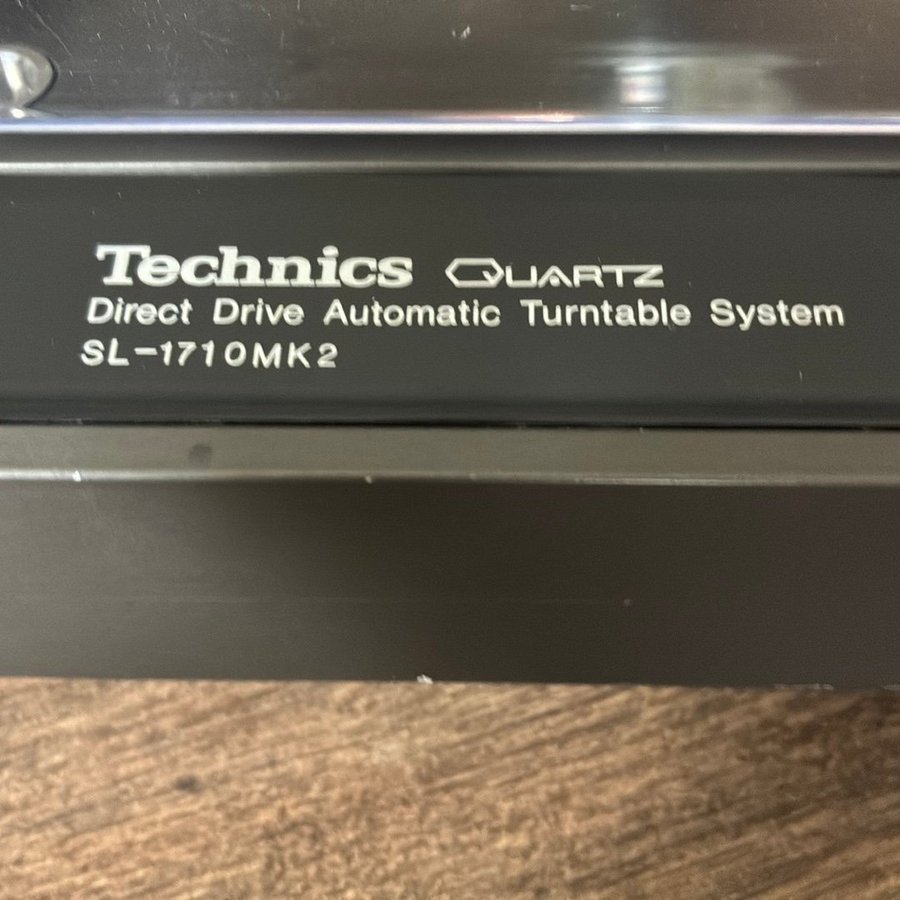 Technics QUARTZ
Direct Drive Automatic Turntable System
SL-1710MK2